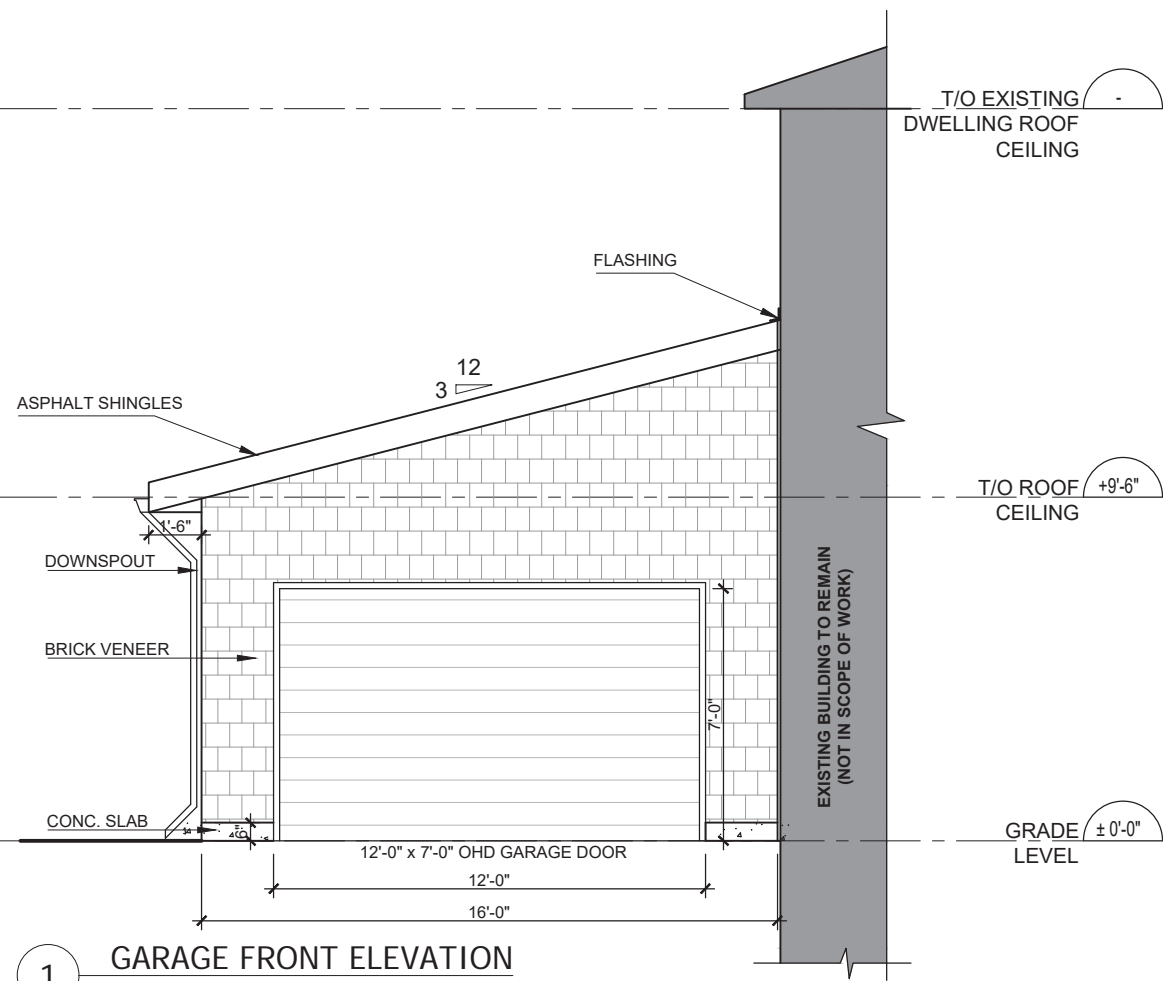 T/O EXISTING
DWELLING ROOF
CEILING
-
FLASHING
12
3
ASPHALT SHINGLES
T/O ROOF
CEILING
+9'-6"
1'-6"
DOWNSPOUT
BRICK VENEER
7'-0"
EXISTING BUILDING TO REMAIN
(NOT IN SCOPE OF WORK)
CONC. SLAB
6"
GRADE
LEVEL
± 0'-0"
12'-0" x 7'-0" OHD GARAGE DOOR
12'-0"
16'-0"
1
GARAGE FRONT ELEVATION